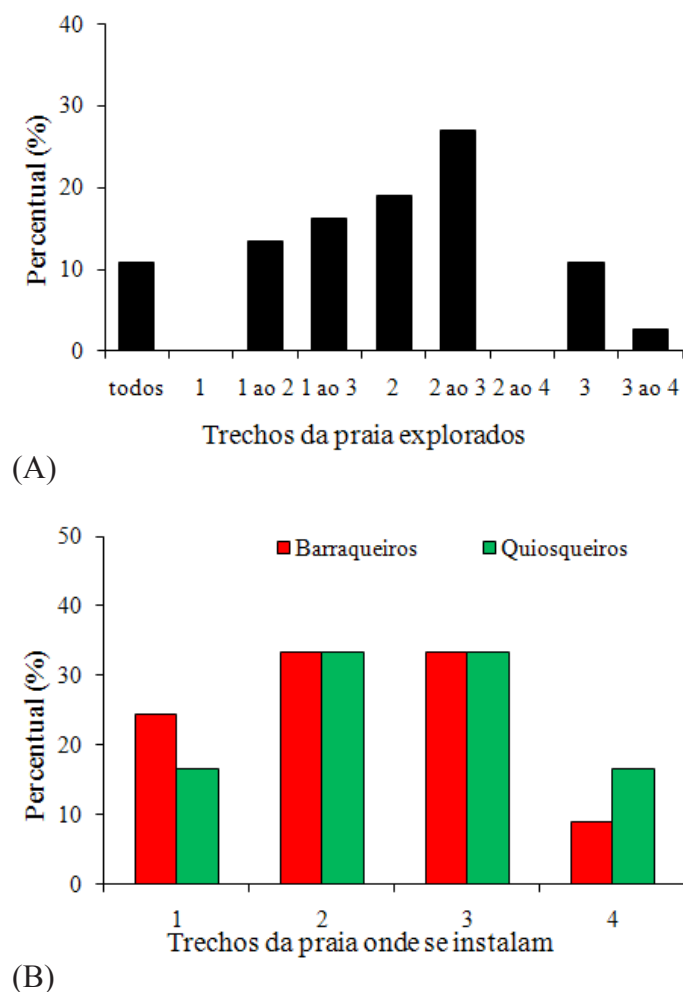 40
30
20
10
0
Percentual (%)
todos 1 1 ao 2 1 ao 3 2 2 ao 3 2 ao 4 3 3 ao 4
Trechos da praia explorados
(A)
50
40
30
20
10
0
Percentual (%)
Barraqueiros Quiosqueiros
1 2 3 4
Trechos da praia onde se instalam
(B)